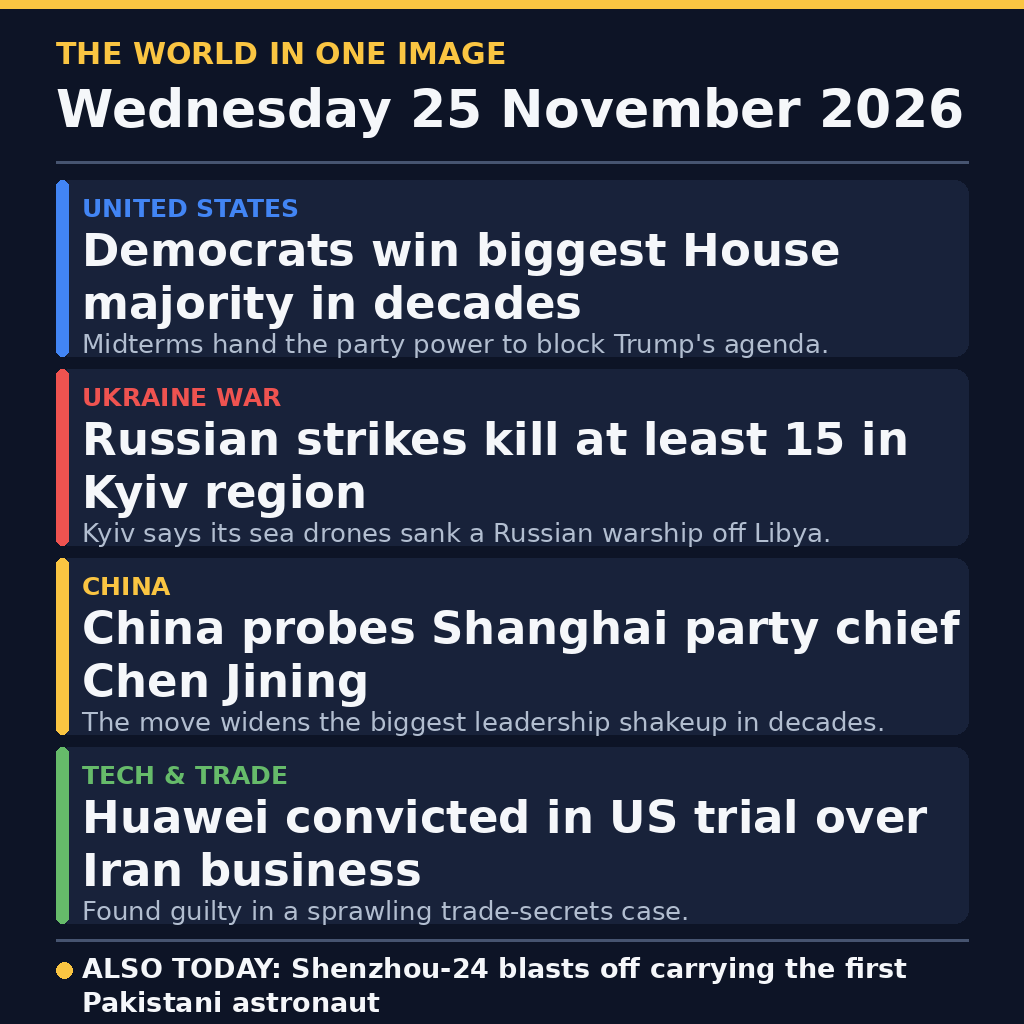 THE WORLD IN ONE IMAGE
Wednesday 25 November 2026
UNITED STATES
Democrats win biggest House
majority in decades
Midterms hand the party power to block Trump's agenda.
UKRAINE WAR
Russian strikes kill at least 15 in
Kyiv region
Kyiv says its sea drones sank a Russian warship off Libya.
CHINA
China probes Shanghai party chief
Chen Jining
The move widens the biggest leadership shakeup in decades.
TECH & TRADE
Huawei convicted in US trial over
Iran business
Found guilty in a sprawling trade-secrets case.
ALSO TODAY: Shenzhou-24 blasts off carrying the first
Pakistani astronaut